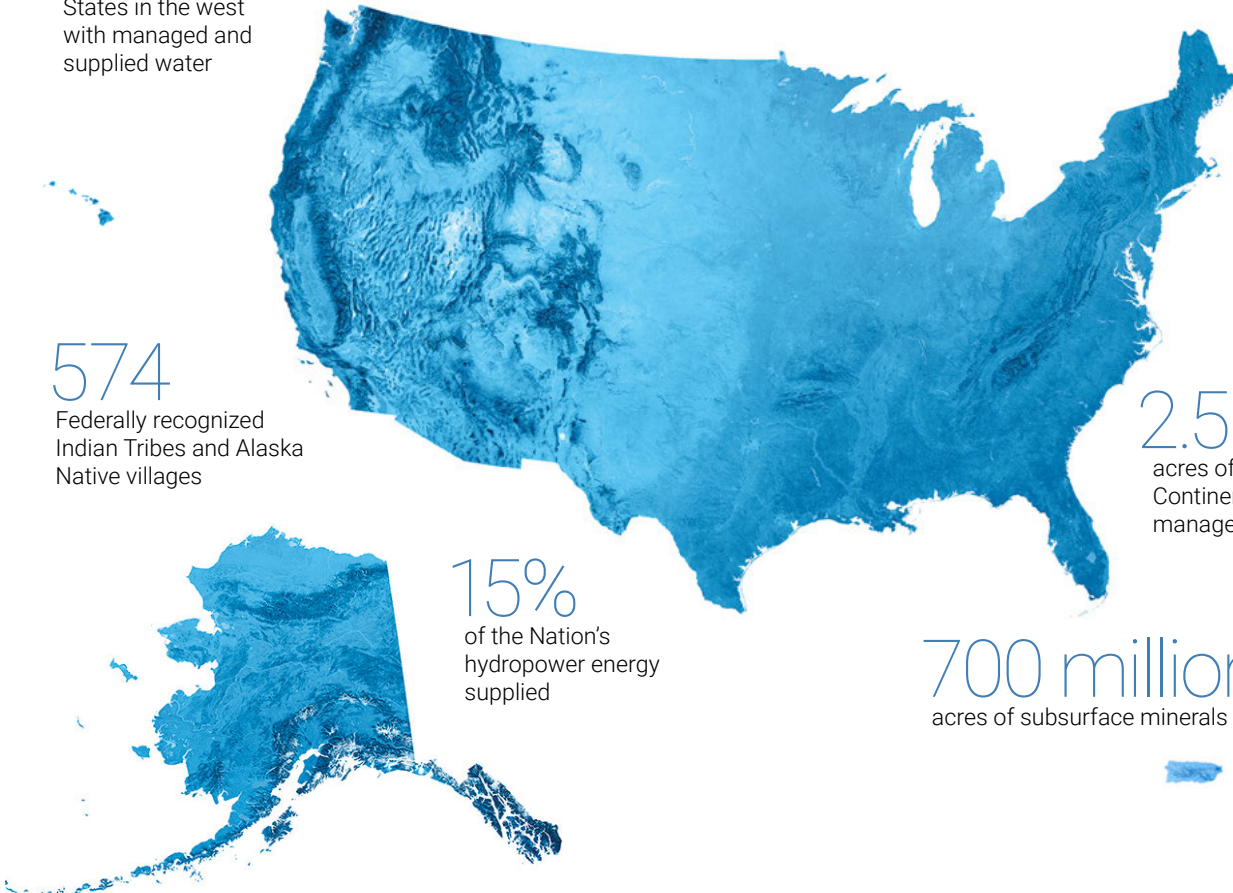 States in the west
with managed and
supplied water
574
Federally recognized
Indian Tribes and Alaska
Native villages
2.5
acres of
manage
15%
of the Nation's
hydropower energy
supplied
700 million
acres of subsurface minerals